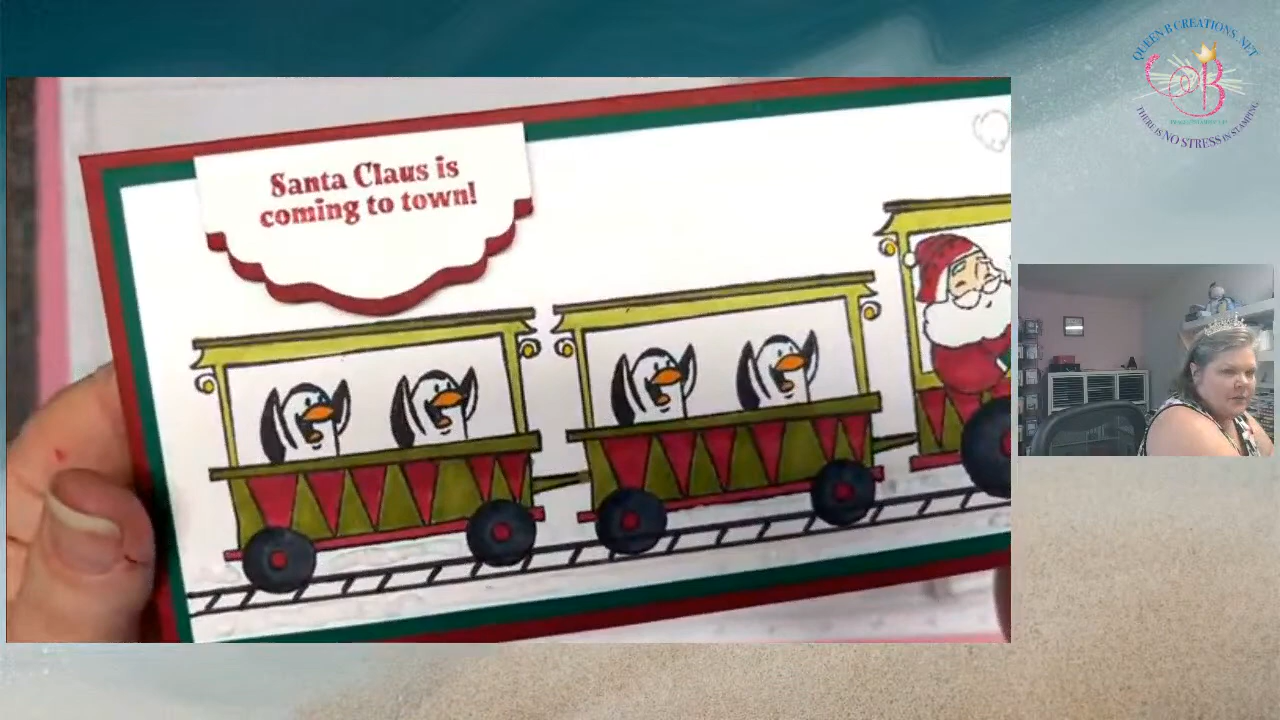 QUEEN B CREATIONS .NET
B
THERE IS NO STRESS IN STAMPING
Santa Claus is
coming to town!